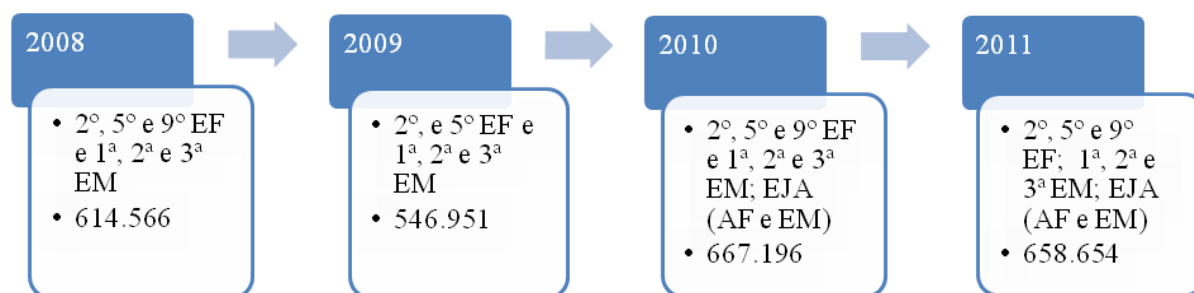 2008
• 2º, 5º e 9º EF
e 1ª, 2ª e 3ª
EM
• 614.566
2009
• 2º, e 5º EF e
1ª, 2ª e 3ª
EM
• 546.951
2010
• 2º, 5º e 9º EF
e 1ª, 2ª e 3ª
EM; EJA
(AF e EM)
• 667.196
2011
• 2º, 5º e 9º
EF; 1ª, 2ª e
3ª EM; EJA
(AF e EM)
• 658.654